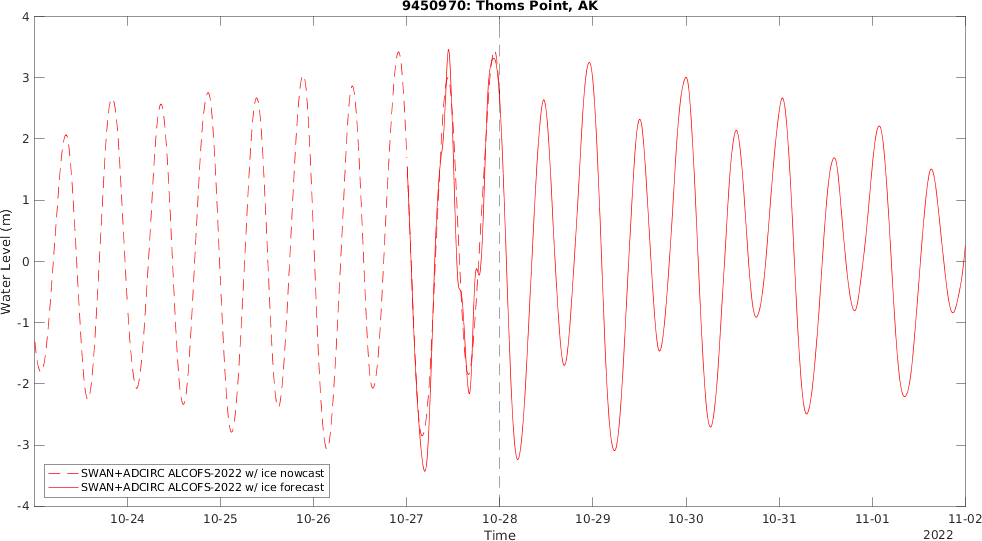 9450970: Thoms Point, AK
4
3
2
1
0
-1
-2
-3
-4
Water Level (m)
SWAN+ADCIRC ALCOFS-2022 w/ ice nowcast
SWAN+ADCIRC ALCOFS-2022 w/ ice forecast
10-24 10-25 10-26 10-27 10-28 10-29 10-30 10-31 11-01 11-02
Time
2022